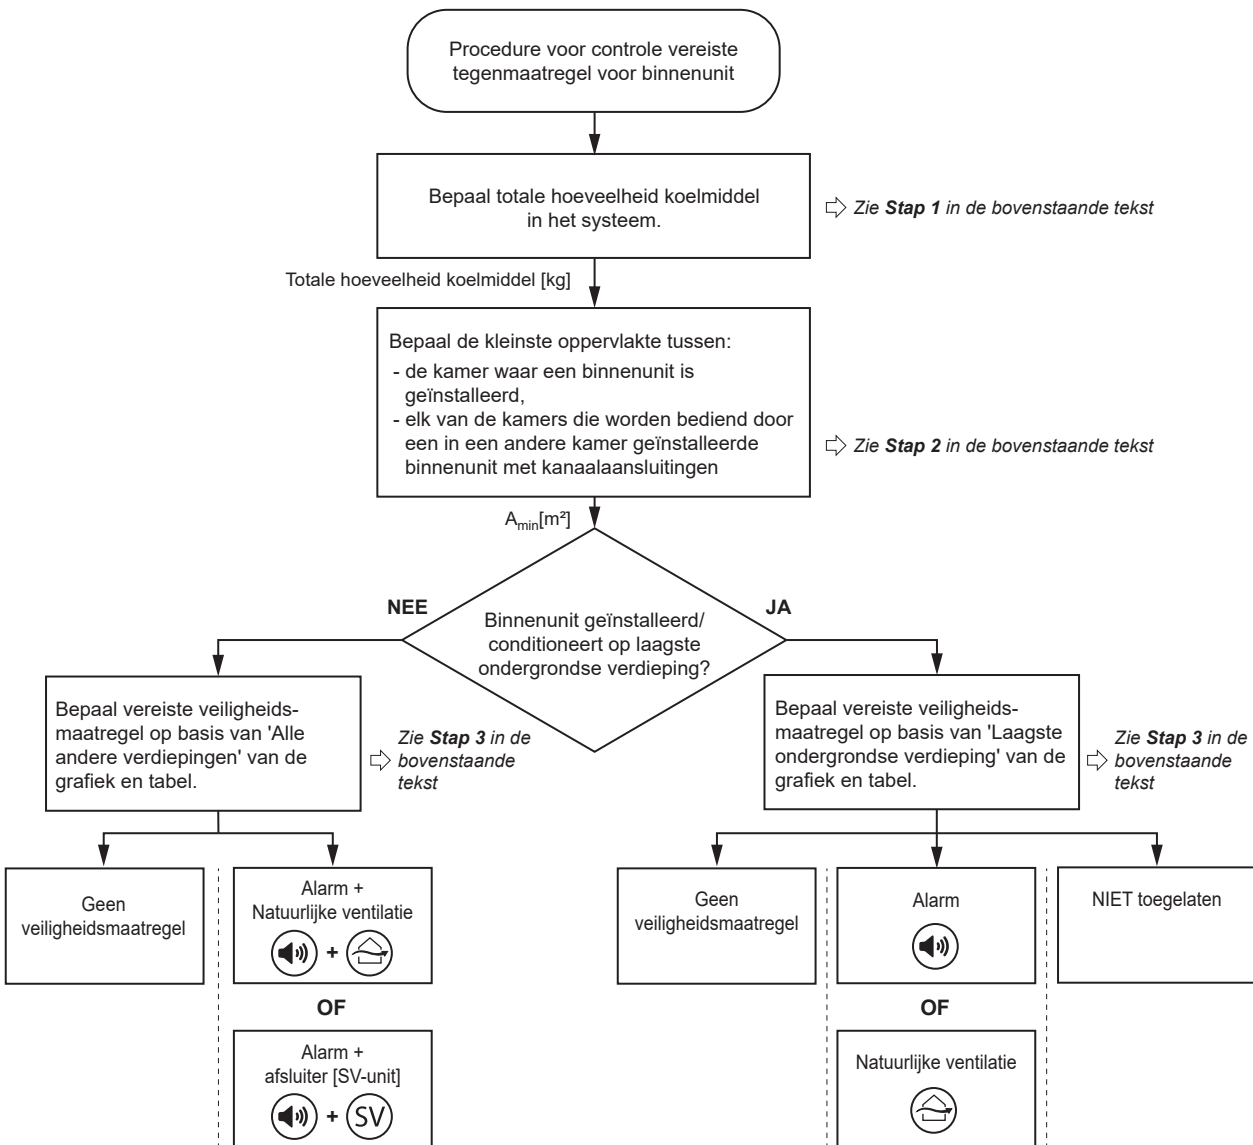 Procedure voor controle vereiste
tegenmaatregel voor binnenunit
Bepaal totale hoeveelheid koelmiddel
in het systeem.
Zie Stap 1 in de bovenstaande tekst
Totale hoeveelheid koelmiddel [kg]
Bepaal de kleinste oppervlakte tussen:
- de kamer waar een binnenunit is
geïnstalleerd,
- elk van de kamers die worden bediend door
een in een andere kamer geïnstalleerde
binnenunit met kanaalaansluitingen
Zie Stap 2 in de bovenstaande tekst
Amin[m²]
NEE
JA
Binnenunit geïnstalleerd/
conditioneert op laagste
ondergrondse verdieping?
Bepaal vereiste veiligheids-
maatregel op basis van 'Alle
andere verdiepingen' van de
grafiek en tabel.
Zie Stap 3 in de
bovenstaande
tekst
Bepaal vereiste veiligheids-
maatregel op basis van 'Laagste
ondergrondse verdieping' van de
grafiek en tabel.
Zie Stap 3 in de
bovenstaande
tekst
Geen
veiligheidsmaatregel
Alarm +
Natuurlijke ventilatie
+
OF
Alarm +
afsluiter [SV-unit]
+ SV
Geen
veiligheidsmaatregel
Alarm
OF
Natuurlijke ventilatie
NIET toegelaten